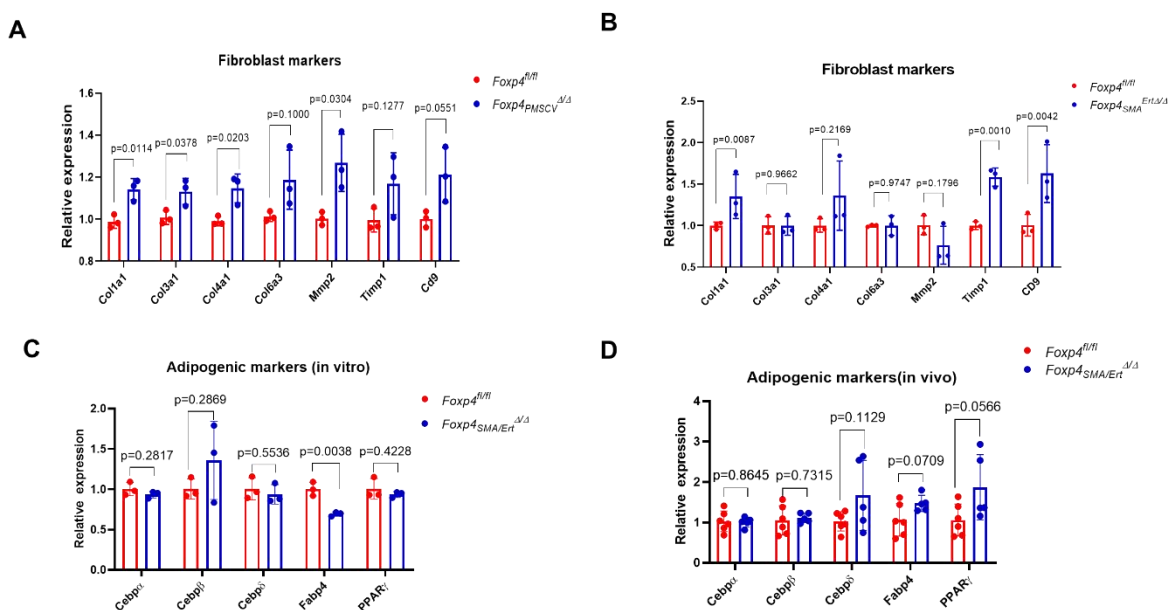 A
Fibroblast markers
Foxp4fl/fl
Foxp4PMSCVΔ/Δ
Relative expression
1.6
1.4
1.2
1.0
0.8
p=0.0114
p=0.0378
p=0.0203
p=0.1000
p=0.0304
p=0.1277
p=0.0551
Col1a1
Col3a1
Col4a1
Col6a3
Mmp2
Timp1
Cd9
B
Fibroblast markers
Foxp4fl/fl
Foxp4SMAErtΔ/Δ
Relative expression
2.5
2.0
1.5
1.0
0.5
p=0.0087
p=0.9662
p=0.2169
p=0.9747
p=0.1796
p=0.0010
p=0.0042
Col1a1
Col3a1
Col4a1
Col6a3
Mmp2
Timp1
CD9
C
Adipogenic markers (in vitro)
Foxp4fl/fl
Foxp4SMA/ErtΔ/Δ
Relative expression
2.0
1.5
1.0
0.5
0.0
p=0.2817
p=0.2869
p=0.5536
p=0.0038
p=0.4228
Cebpα
Cebpβ
Cebpδ
Fabp4
PPARγ
D
Adipogenic markers(in vivo)
Foxp4fl/fl
Foxp4SMA/ErtΔ/Δ
Relative expression
4
3
2
1
0
p=0.8645
p=0.7315
p=0.1129
p=0.0709
p=0.0566
Cebpα
Cebpβ
Cebpδ
Fabp4
PPARγ